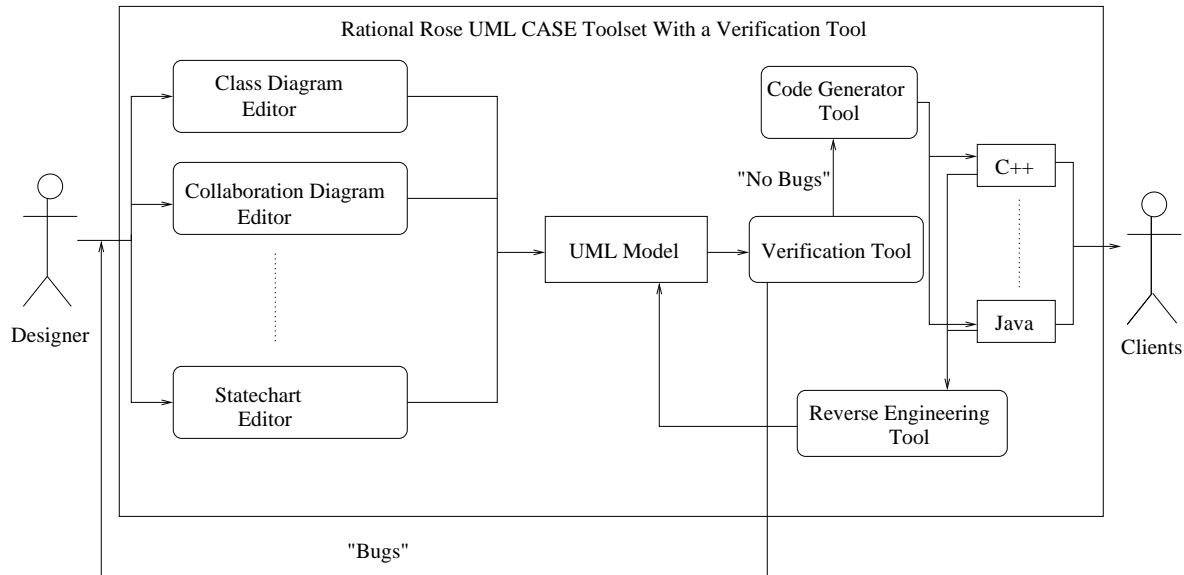 Rational Rose UML CASE Toolset With a Verification Tool
Class Diagram
Editor
Collaboration Diagram
Editor
Statechart
Editor
Designer
UML Model
Code Generator
Tool
"No Bugs"
Verification Tool
C++
Java
Reverse Engineering
Tool
Clients
"Bugs"